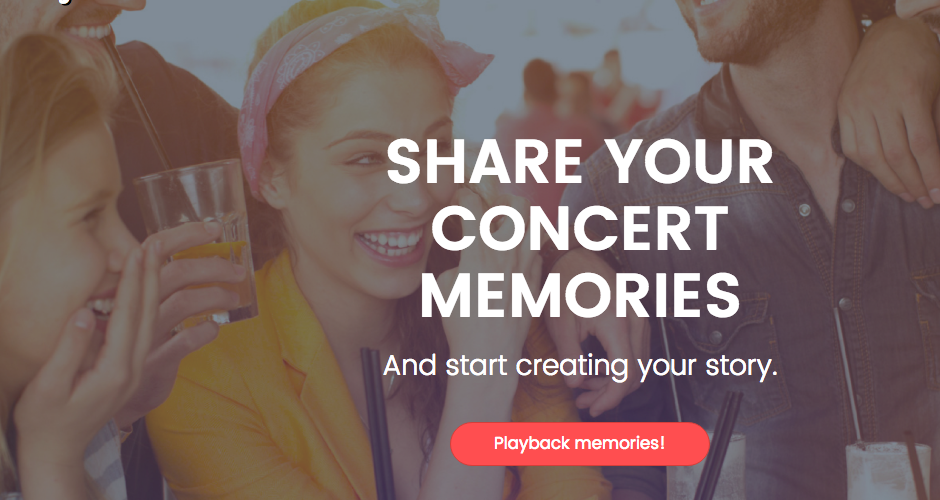 SHARE YOUR
CONCERT
MEMORIES
And start creating your story.
Playback memories!